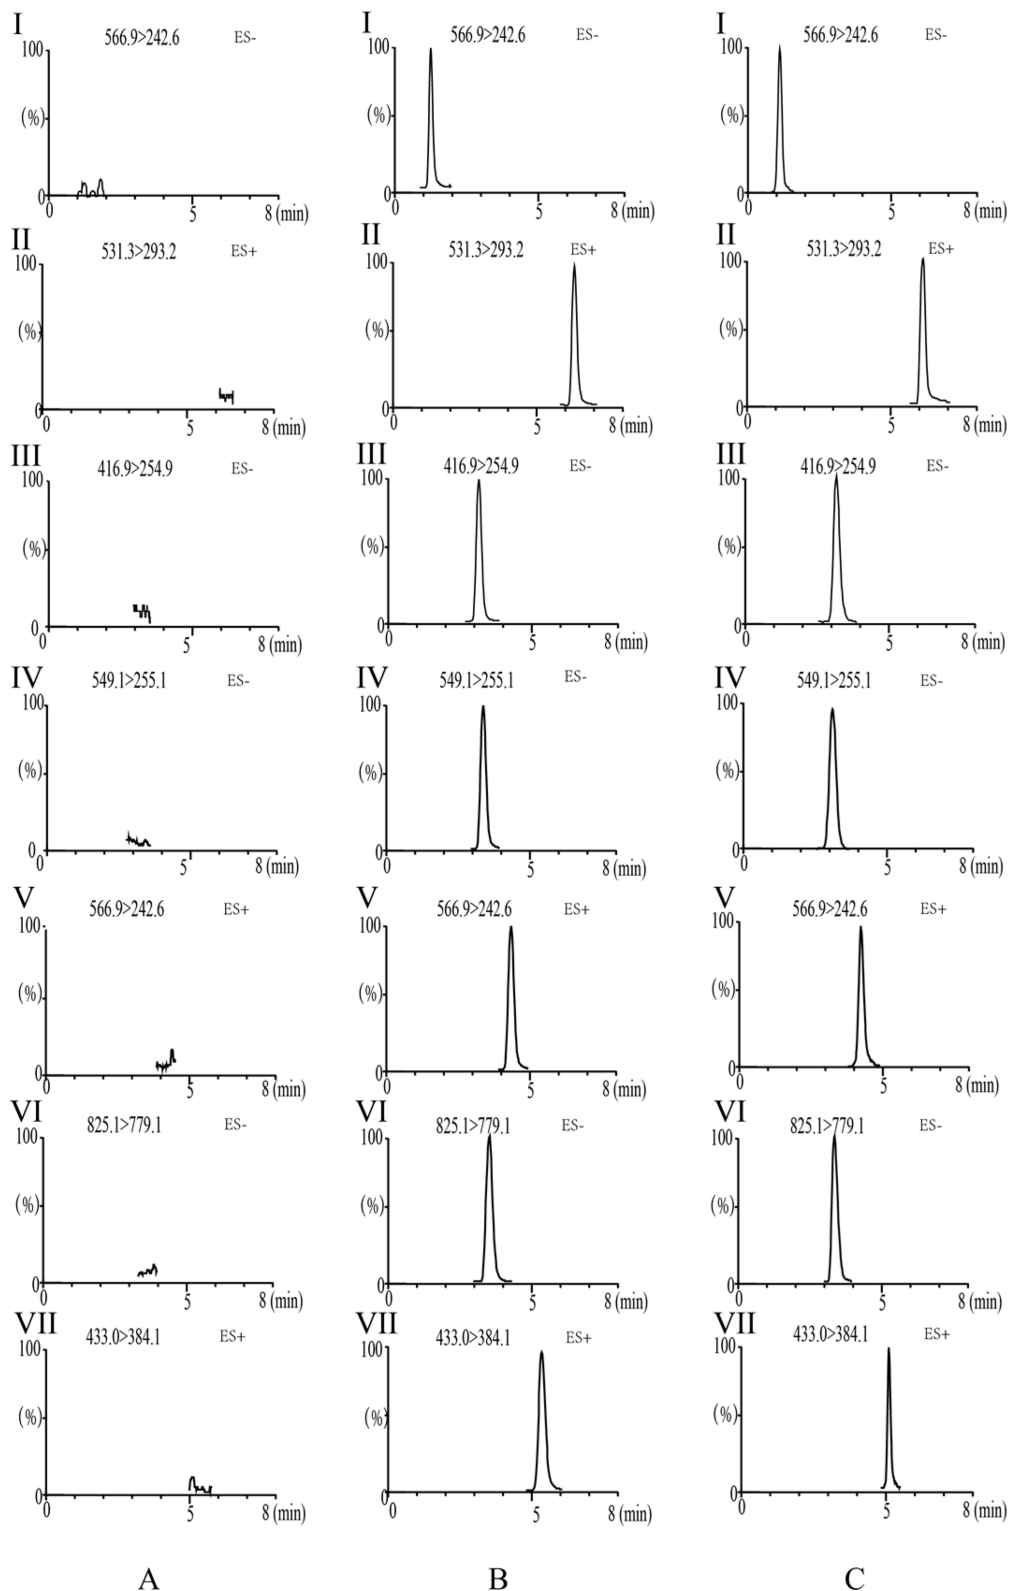 I I I
566.9>242.6 ES- 566.9>242.6 ES- 566.9>242.6 ES-
100 100 100
(%) (%) (%)
0 0 0
0 5 8 (min) 0 5 8 (min) 0 5 8 (min)
II II II
531.3>293.2 ES+ 531.3>293.2 ES+ 531.3>293.2 ES+
100 100 100
(%) (%) (%)
0 0 0
0 5 8 (min) 0 5 8 (min) 0 5 8 (min)
III III III
416.9>254.9 ES- 416.9>254.9 ES- 416.9>254.9 ES-
100 100 100
(%) (%) (%)
0 0 0
0 5 8 (min) 0 5 8 (min) 0 5 8 (min)
IV IV IV
549.1>255.1 ES- 549.1>255.1 ES- 549.1>255.1 ES-
100 100 100
(%) (%) (%)
0 0 0
0 5 8 (min) 0 5 8 (min) 0 5 8 (min)
V V V
566.9>242.6 ES+ 566.9>242.6 ES+ 566.9>242.6 ES+
100 100 100
(%) (%) (%)
0 0 0
0 5 8 (min) 0 5 8 (min) 0 5 8 (min)
VI VI VI
825.1>779.1 ES- 825.1>779.1 ES- 825.1>779.1 ES-
100 100 100
(%) (%) (%)
0 0 0
0 5 8 (min) 0 5 8 (min) 0 5 8 (min)
VII VII VII
433.0>384.1 ES+ 433.0>384.1 ES+ 433.0>384.1 ES+
100 100 100
(%) (%) (%)
0 0 0
0 5 8 (min) 0 5 8 (min) 0 5 8 (min)
A B C